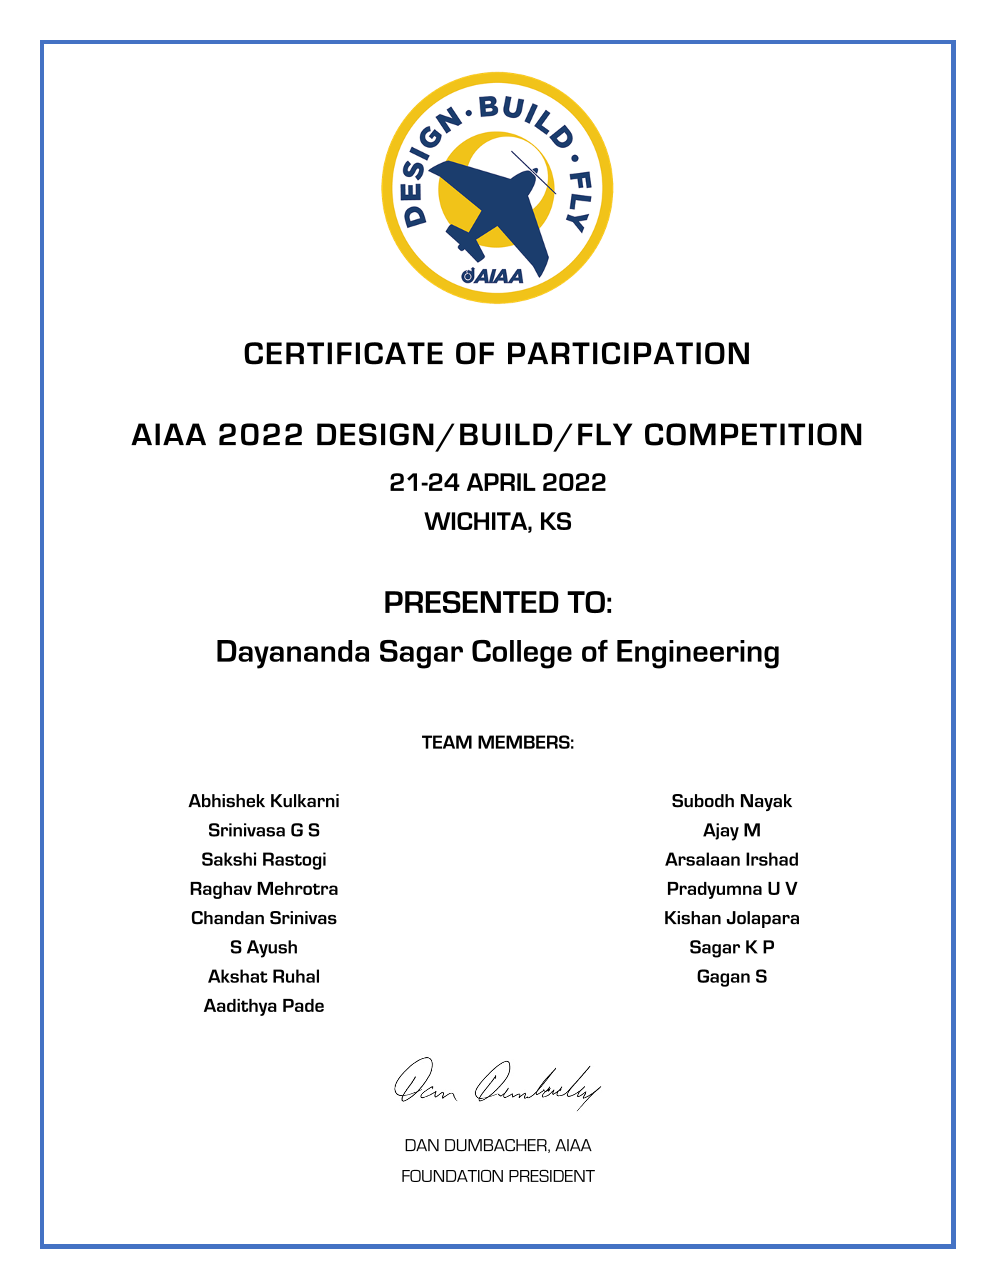 DESIGN·BUILD·FLY
AIAA
CERTIFICATE OF PARTICIPATION
AIAA 2022 DESIGN/BUILD/FLY COMPETITION
21-24 APRIL 2022
WICHITA, KS
PRESENTED TO:
Dayananda Sagar College of Engineering
TEAM MEMBERS:
Abhishek Kulkarni
Srinivasa G S
Sakshi Rastogi
Raghav Mehrotra
Chandan Srinivas
S Ayush
Akshat Ruhal
Aadithya Pade
Subodh Nayak
Ajay M
Arsalaan Irshad
Pradyumna U V
Kishan Jolapara
Sagar K P
Gagan S
Dan Dumbacher
DAN DUMBACHER, AIAA
FOUNDATION PRESIDENT